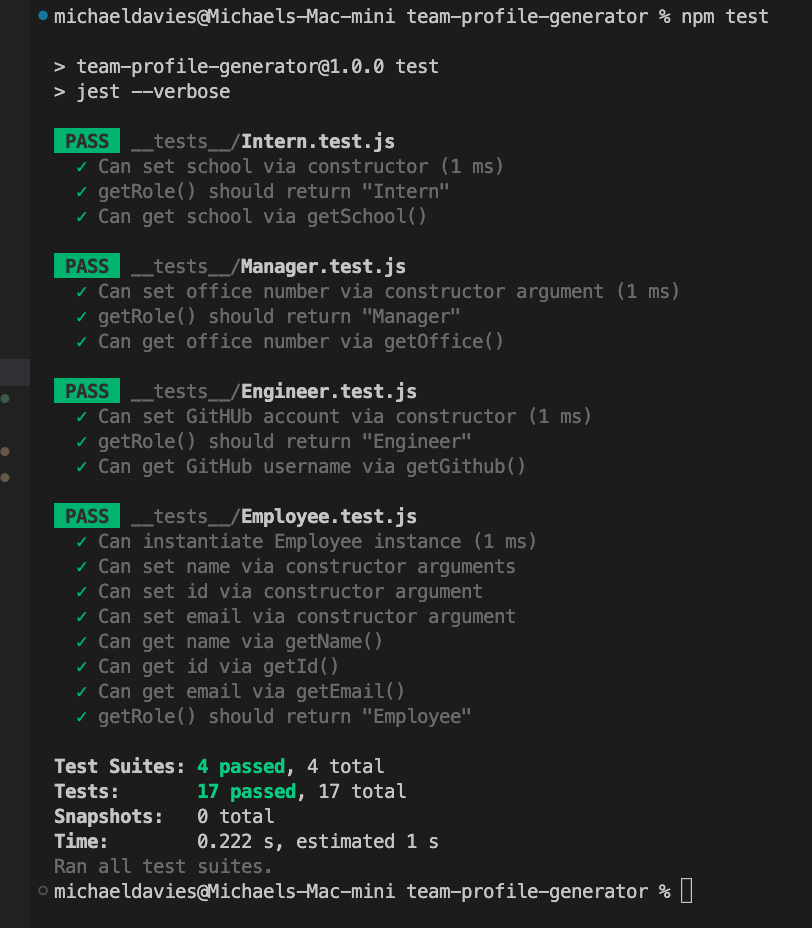 michaeldavies@Michaels-Mac-mini team-profile-generator % npm test
> team-profile-generator@1.0.0 test
> jest --verbose
PASS __tests__/Intern.test.js
✓ Can set school via constructor (1 ms)
✓ getRole() should return "Intern"
✓ Can get school via getSchool()
PASS __tests__/Manager.test.js
✓ Can set office number via constructor argument (1 ms)
✓ getRole() should return "Manager"
✓ Can get office number via getOffice()
PASS __tests__/Engineer.test.js
✓ Can set GitHUb account via constructor (1 ms)
✓ getRole() should return "Engineer"
✓ Can get GitHub username via getGithub()
PASS __tests__/Employee.test.js
✓ Can instantiate Employee instance (1 ms)
✓ Can set name via constructor arguments
✓ Can set id via constructor argument
✓ Can set email via constructor argument
✓ Can get name via getName()
✓ Can get id via getId()
✓ Can get email via getEmail()
✓ getRole() should return "Employee"
Test Suites: 4 passed, 4 total
Tests: 17 passed, 17 total
Snapshots: 0 total
Time: 0.222 s, estimated 1 s
Ran all test suites.
michaeldavies@Michaels-Mac-mini team-profile-generator %